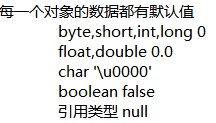 每一个对象的数据都有默认值
byte,short,int,long 0
float,double 0.0
char '\u0000'
boolean false
引用类型 null